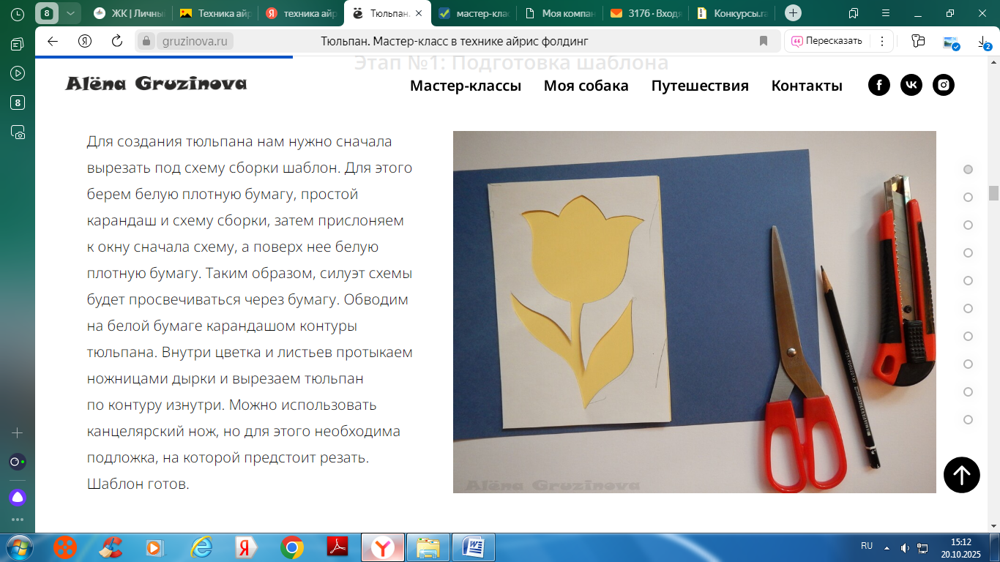 8
ЖК | Личны
Техника айр
техника айр
Тюльпан.
мастер-клас
Моя компан
3176 · Входя
Конкурсы.га
gruzinova.ru
Тюльпан. Мастер-класс в технике айрис фолдинг
Пересказать
2
8
Этап №1: Подготовка шаблона
Alёna Gruzinova
Мастер-классы
Моя собака
Путешествия
Контакты
Для создания тюльпана нам нужно сначала
вырезать под схему сборки шаблон. Для этого
берем белую плотную бумагу, простой
карандаш и схему сборки, затем прислоняем
к окну сначала схему, а поверх нее белую
плотную бумагу. Таким образом, силуэт схемы
будет просвечиваться через бумагу. Обводим
на белой бумаге карандашом контуры
тюльпана. Внутри цветка и листьев протыкаем
ножницами дырки и вырезаем тюльпан
по контуру изнутри. Можно использовать
канцелярский нож, но для этого необходима
подложка, на которой предстоит резать.
Шаблон готов.
Alёna Gruzinova
RU
15:12
20.10.2025